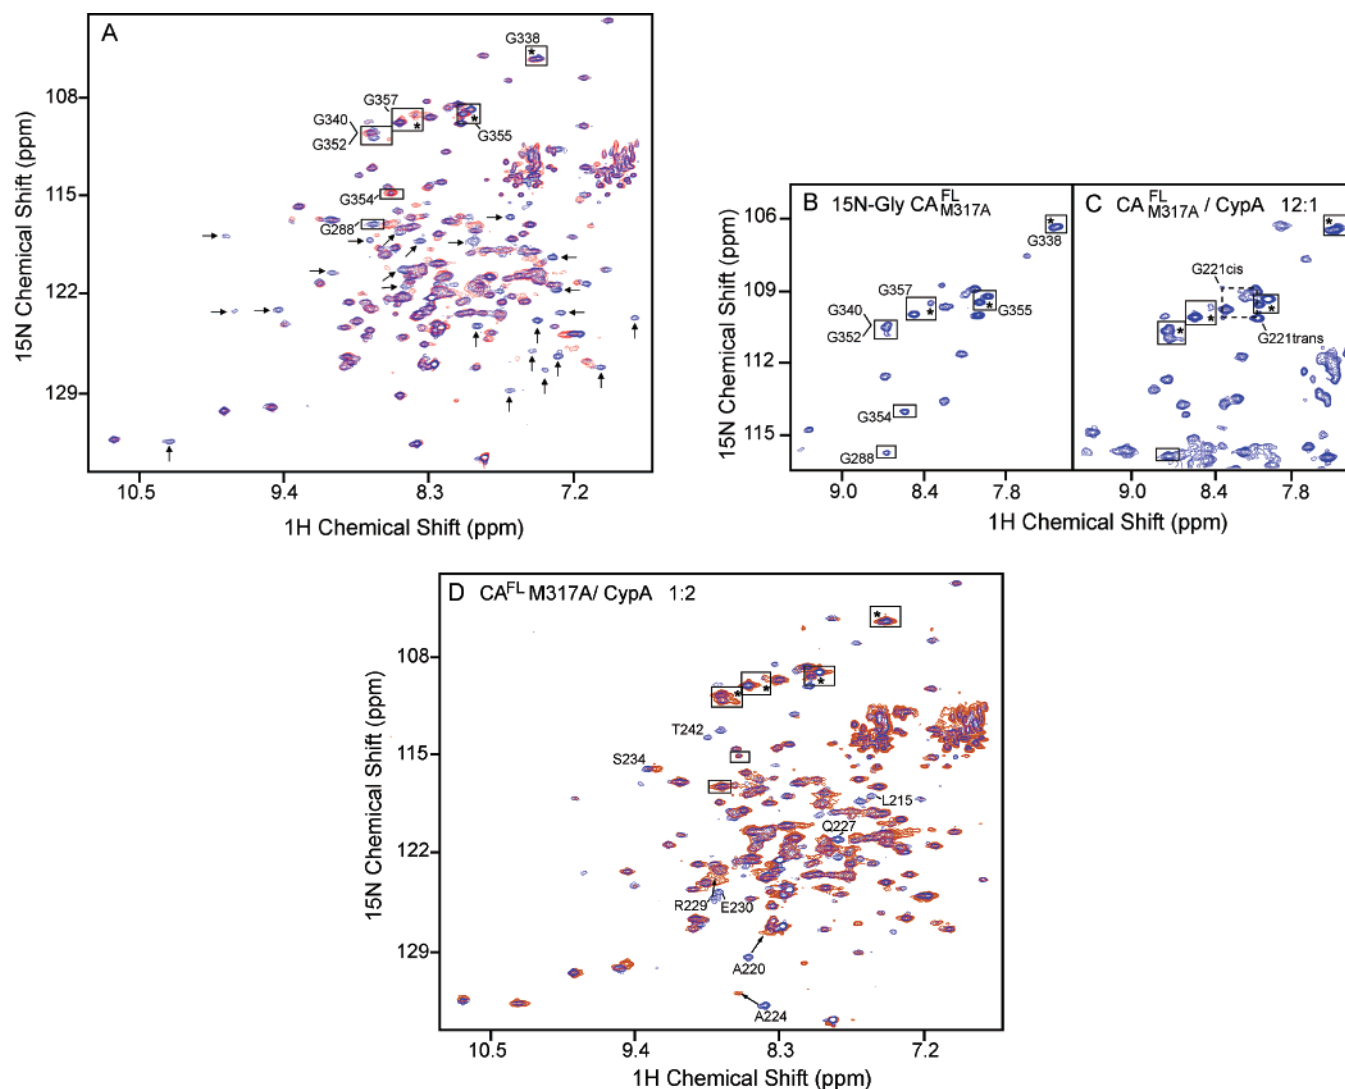 A
G338
*
108
G357
G340
*
*
G352
G355
115
G354
G288
122
129
15N Chemical Shift (ppm)
10.5 9.4 8.3 7.2
1H Chemical Shift (ppm)
B 15N-Gly CA FL M317A
106
*
G338
109
G357
G340
*
*
G355
G352
112
G354
115
G288
15N Chemical Shift (ppm)
9.0 8.4 7.8
C CA FL M317A / CypA 12:1
*
G221cis
*
*
*
G221trans
9.0 8.4 7.8
1H Chemical Shift (ppm)
D CA FL M317A/ CypA 1:2
*
108
*
*
*
T242
115
S234
L215
Q227
122
R229 E230
129
A220
A224
15N Chemical Shift (ppm)
10.5 9.4 8.3 7.2
1H Chemical Shift (ppm)